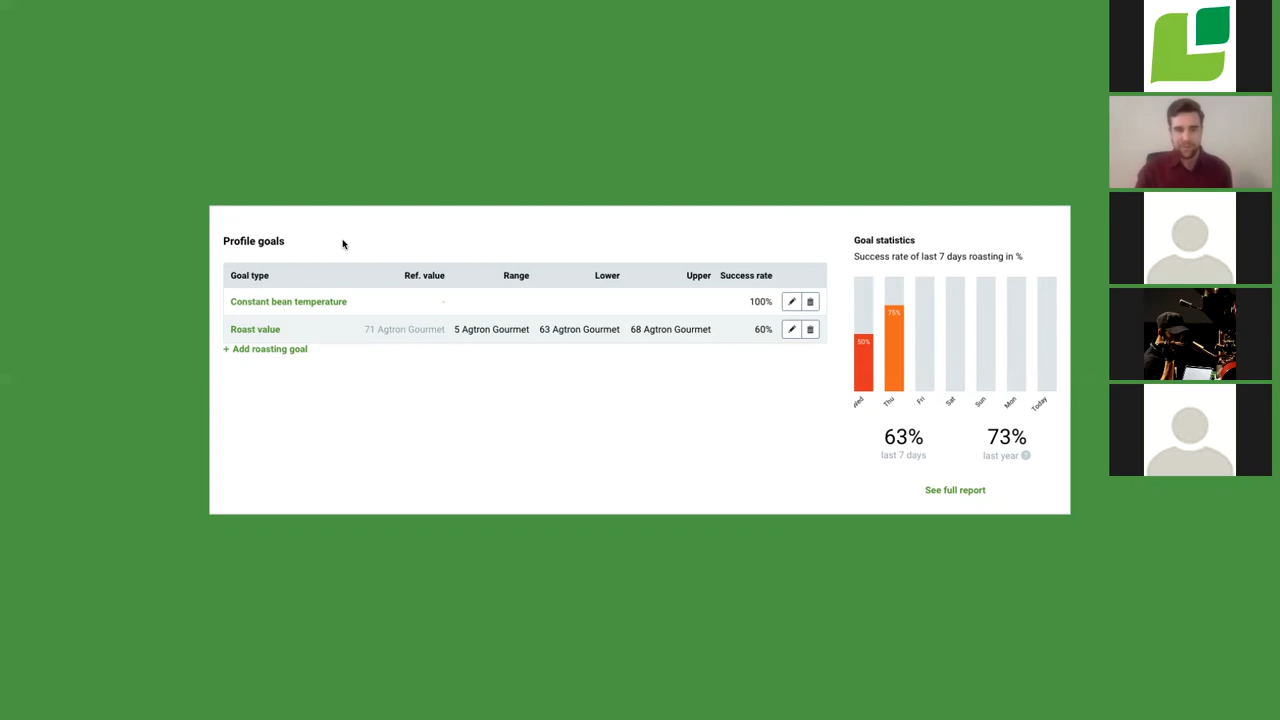 Profile goals
Goal type Ref. value Range Lower Upper Success rate
Constant bean temperature - 100%
Roast value 71 Agtron Gourmet 5 Agtron Gourmet 63 Agtron Gourmet 68 Agtron Gourmet 60%
+ Add roasting goal
Goal statistics
Success rate of last 7 days roasting in %
50% 75%
Wed Thu Fri Sat Sun Mon Today
63% 73%
last 7 days last year ?
See full report